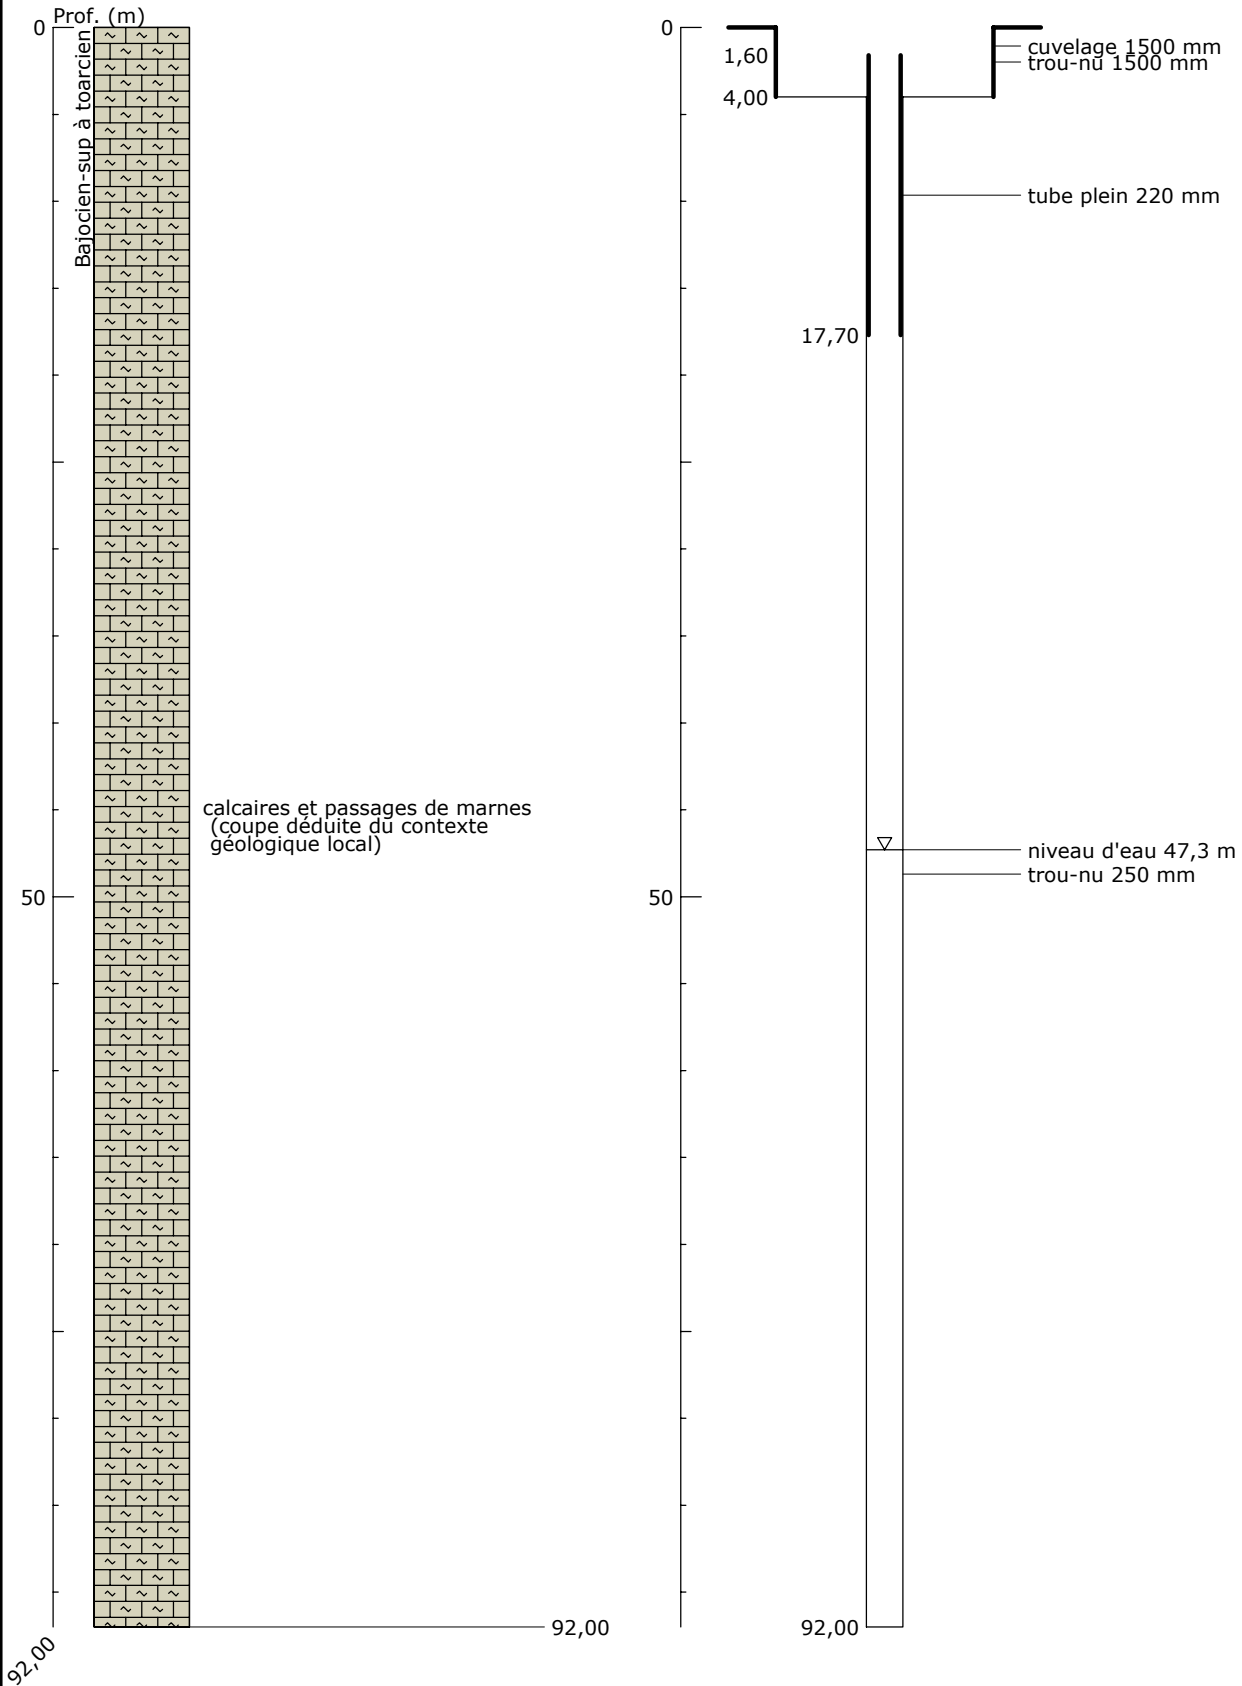 Prof. (m)
0
Bajocien-sup à toarcien
calcaires et passages de marnes
(coupe déduite du contexte
géologique local)
50
92,00
92,00
0
1,60
4,00
cuvelage 1500 mm
trou-nu 1500 mm
tube plein 220 mm
17,70
niveau d'eau 47,3 m
trou-nu 250 mm
50
92,00